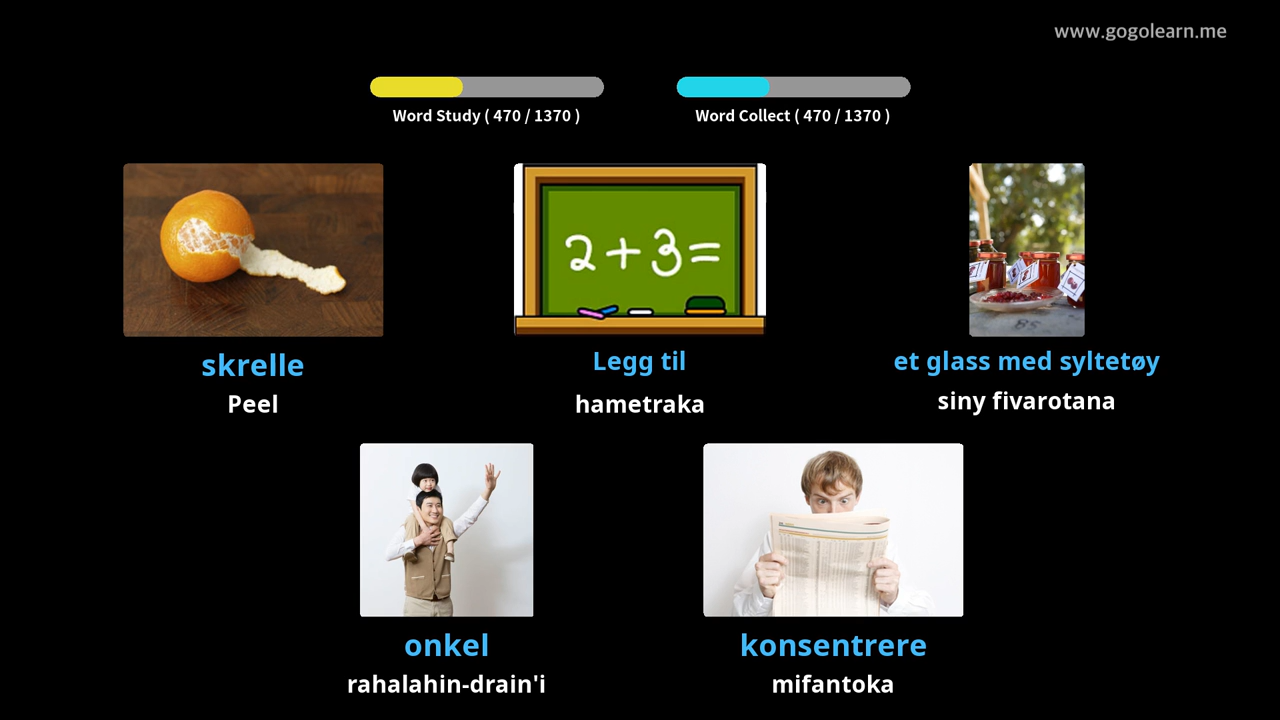 www.gogolearn.me
Word Study ( 470 / 1370 )
Word Collect ( 470 / 1370 )
2+3=
skrelle
Legg til
et glass med syltetøy
Peel
hametraka
siny fivarotana
onkel
konsentrere
rahalahin-drain'i
mifantoka